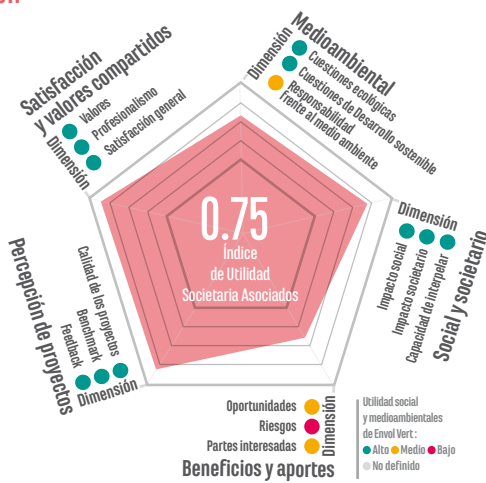 Dimensión
Medioambiental
Cuestiones ecológicas
Cuestiones de Desarrollo sostenible
Responsabilidad
frente al medio ambiente
Satisfacción
y valores compartidos
Dimensión
Valores
Profesionalismo
Satisfacción general
0.75
Índice
de Utilidad
Societaria Asociados
Dimensión
Social y societario
Impacto social
Impacto societario
Capacidad de interpelar
Percepción de proyectos
Dimensión
Calidad de los proyectos
Benchmark
Feedback
Oportunidades
Riesgos
Partes interesadas
Dimensión
Beneficios y aportes
Utilidad social
y medioambientales
de Envol Vert :
Alto Medio Bajo
No definido